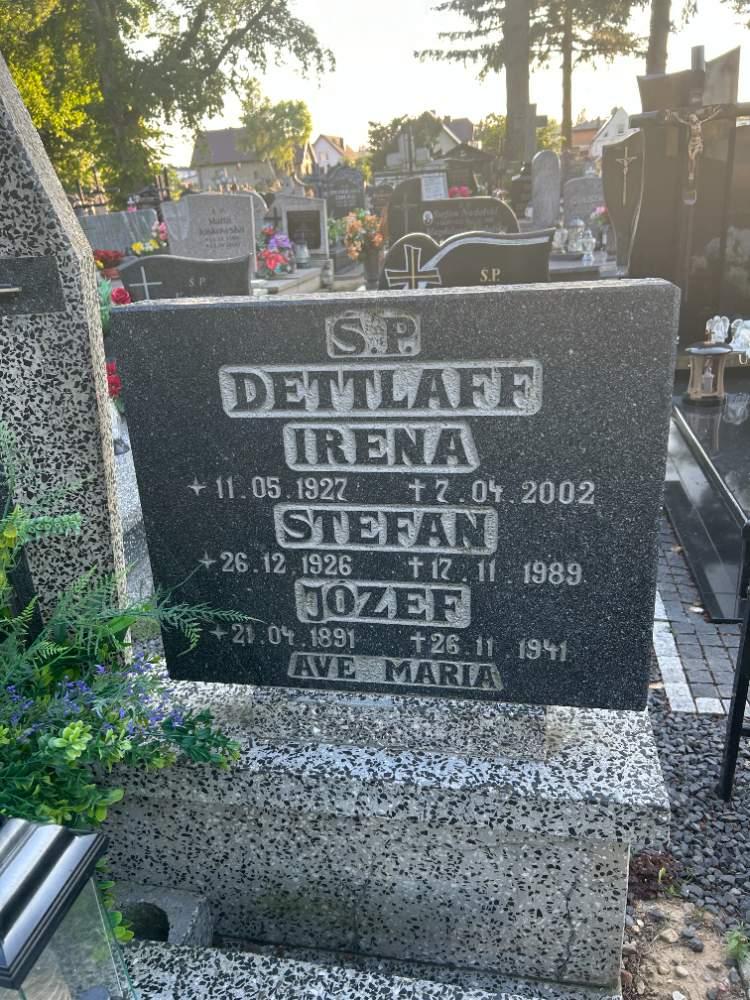 S.P.
DETTLAFF
IRENA
+ 11.05.1927 † 7.04.2002
STEFAN
+ 26.12.1926 † 17.11.1989
JÓZEF
+ 21.04.1891 † 26.11.1941
AVE MARIA
S.P.
S.P.